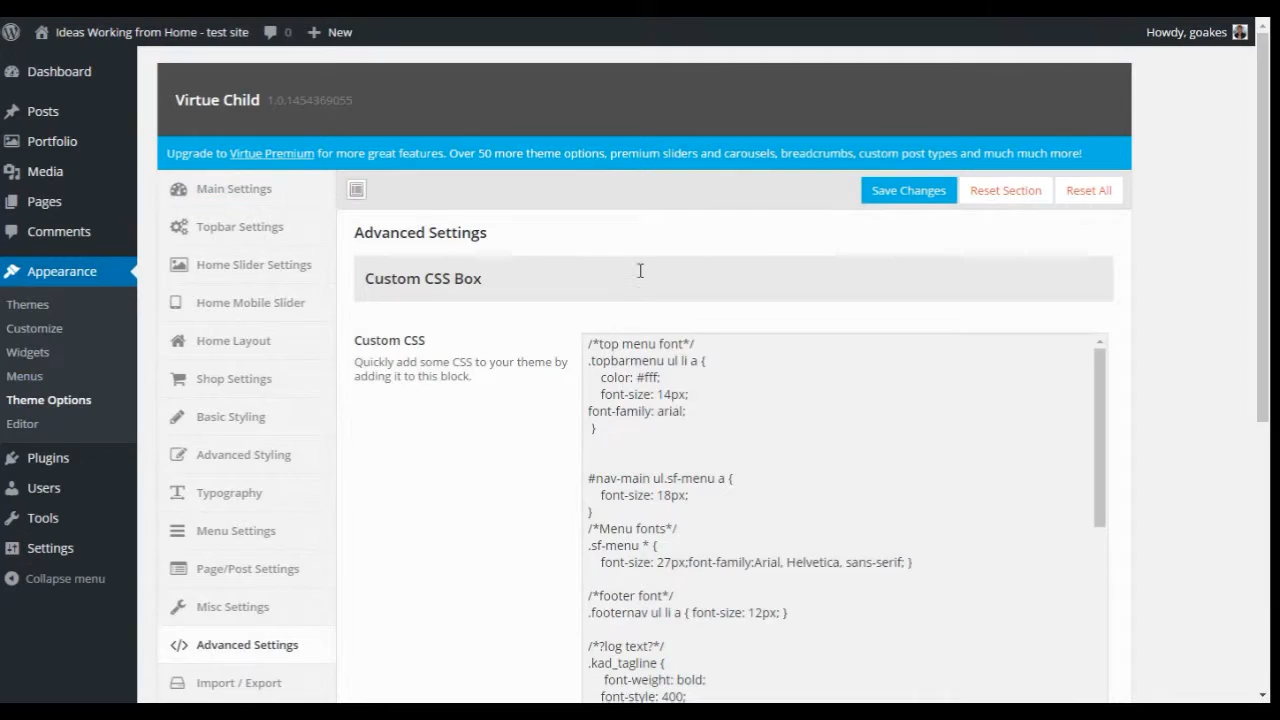 Ideas Working from Home - test site 0 New Howdy, goakes
Dashboard
Posts
Portfolio
Media
Pages
Comments
Appearance
Themes
Customize
Widgets
Menus
Theme Options
Editor
Plugins
Users
Tools
Settings
Collapse menu
Virtue Child 1.0.1454369055
Upgrade to Virtue Premium for more great features. Over 50 more theme options, premium sliders and carousels, breadcrumbs, custom post types and much much more!
Main Settings
Topbar Settings
Home Slider Settings
Home Mobile Slider
Home Layout
Shop Settings
Basic Styling
Advanced Styling
Typography
Menu Settings
Page/Post Settings
Misc Settings
Advanced Settings
Import / Export
Save Changes Reset Section Reset All
Advanced Settings
Custom CSS Box
Custom CSS
Quickly add some CSS to your theme by
adding it to this block.
/*top menu font*/
.topbarmenu ul li a {
color: #fff;
font-size: 14px;
font-family: arial;
}
#nav-main ul.sf-menu a {
font-size: 18px;
}
/*Menu fonts*/
.sf-menu * {
font-size: 27px;font-family:Arial, Helvetica, sans-serif; }
/*footer font*/
.footernav ul li a { font-size: 12px; }
/*?log text?*/
.kad_tagline {
font-weight: bold;
font-style: 400;